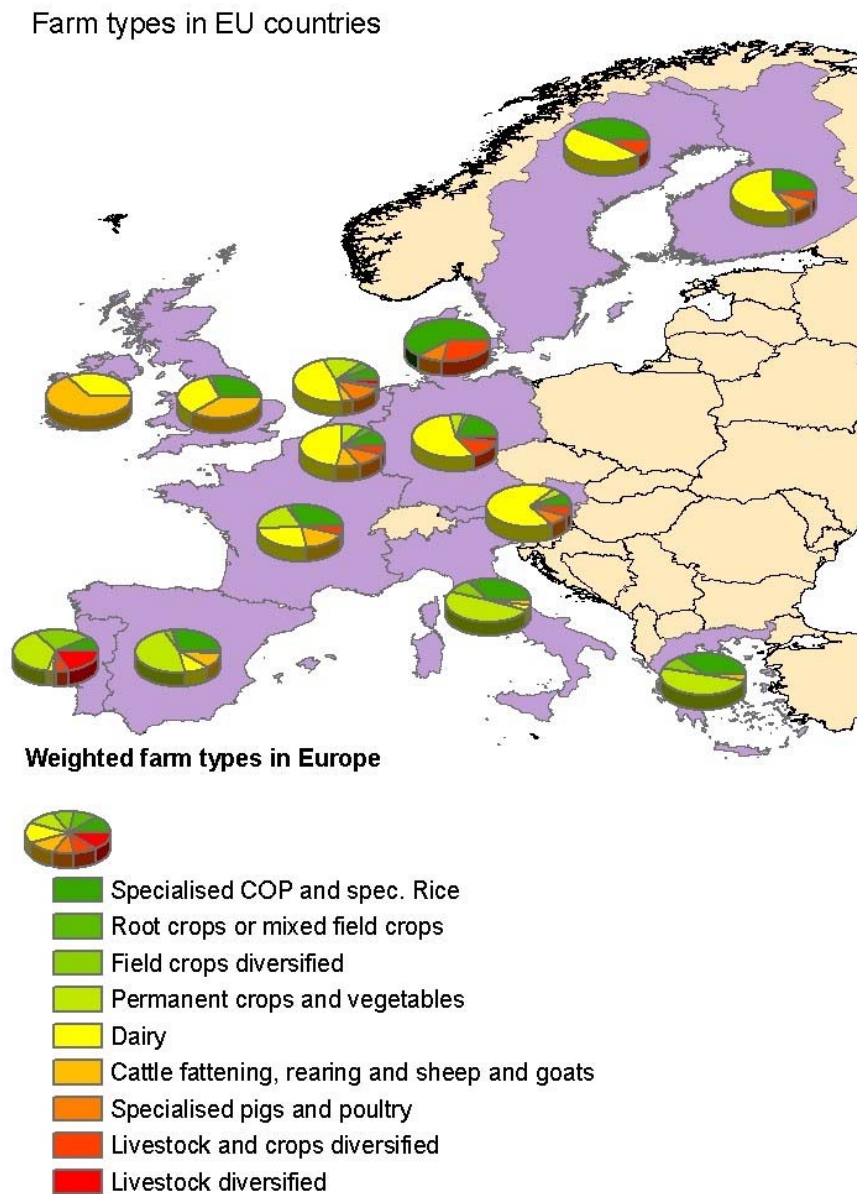 Farm types in EU countries
Weighted farm types in Europe
Specialised COP and spec. Rice
Root crops or mixed field crops
Field crops diversified
Permanent crops and vegetables
Dairy
Cattle fattening, rearing and sheep and goats
Specialised pigs and poultry
Livestock and crops diversified
Livestock diversified